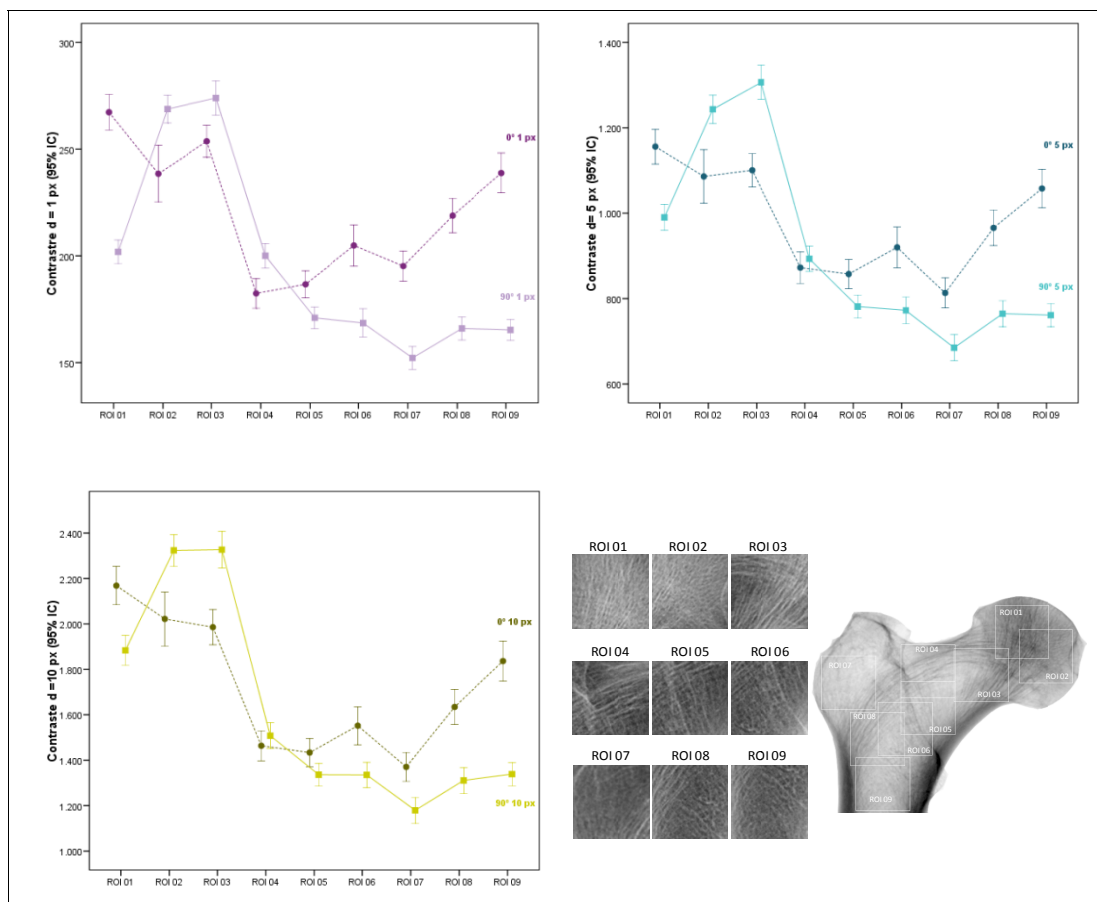 300
250
200
150
Contrastre d = 1 px (95% IC)
0° 1 px
90° 1 px
ROI 01 ROI 02 ROI 03 ROI 04 ROI 05 ROI 06 ROI 07 ROI 08 ROI 09
1.400
1.200
1.000
800
600
Contraste d= 5 px (95% IC)
0° 5 px
90° 5 px
ROI 01 ROI 02 ROI 03 ROI 04 ROI 05 ROI 06 ROI 07 ROI 08 ROI 09
2.400
2.200
2.000
1.800
1.600
1.400
1.200
1.000
Contraste d =10 px (95% IC)
0° 10 px
90° 10 px
ROI 01 ROI 02 ROI 03 ROI 04 ROI 05 ROI 06 ROI 07 ROI 08 ROI 09
ROI 01 ROI 02 ROI 03
ROI 04 ROI 05 ROI 06
ROI 07 ROI 08 ROI 09
ROI 01
ROI 04
ROI 07
ROI 02
ROI 03
ROI 08
ROI 05
ROI 06
ROI 09